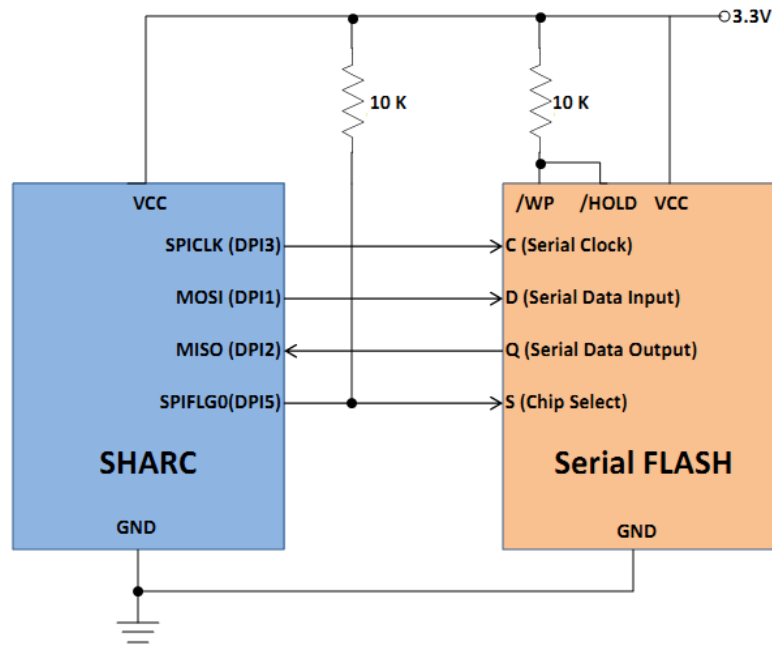 3.3V
10 K
10 K
VCC
/WP
/HOLD
VCC
SPICLK (DPI3)
C (Serial Clock)
MOSI (DPI1)
D (Serial Data Input)
MISO (DPI2)
Q (Serial Data Output)
SPIFLG0(DPI5)
S (Chip Select)
SHARC
Serial FLASH
GND
GND